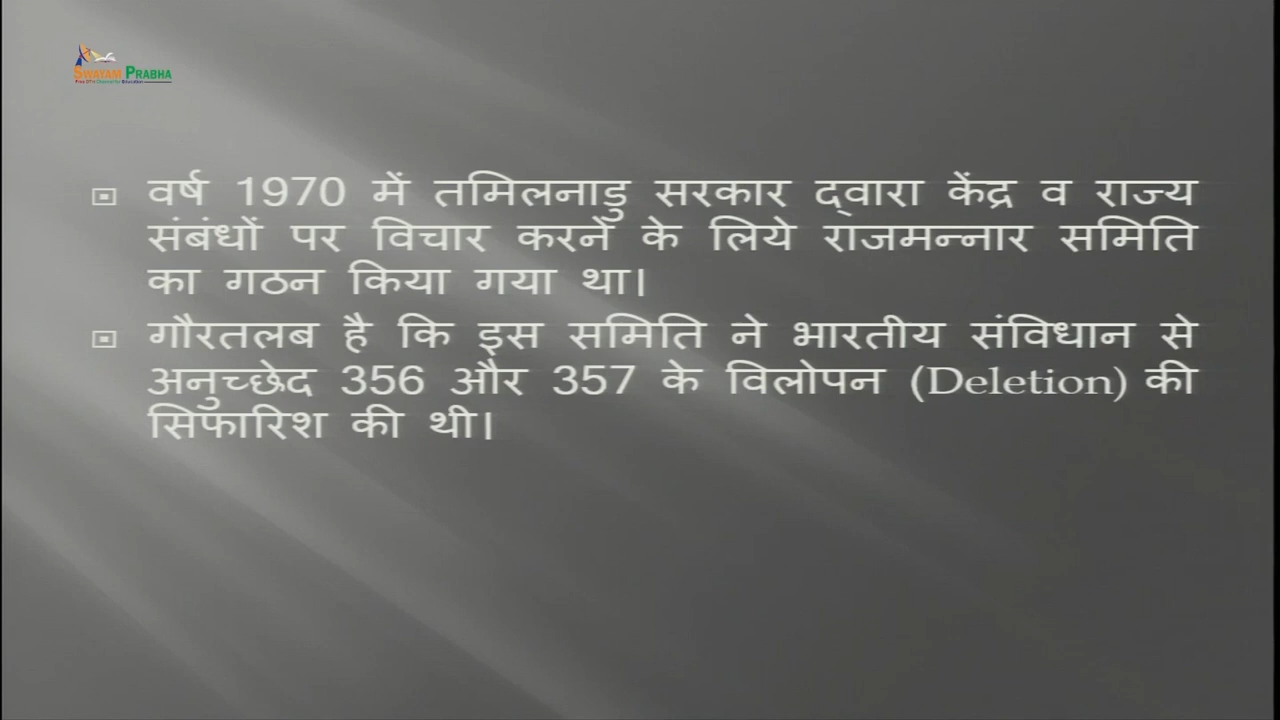 SWAYAM PRABHA
वर्ष 1970 में तमिलनाडु सरकार द्वारा केंद्र व राज्य
संबंधों पर विचार करने के लिये राजमन्नार समिति
का गठन किया गया था।
गौरतलब है कि इस समिति ने भारतीय संविधान से
अनुच्छेद 356 और 357 के विलोपन (Deletion) की
सिफारिश की थी।